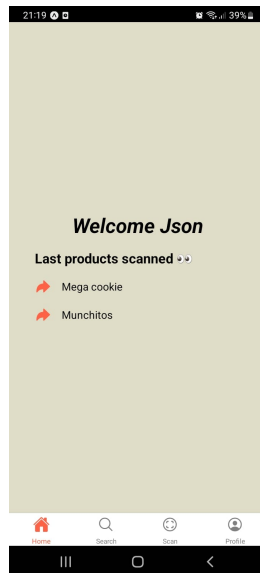 21:19 39%
Welcome Json
Last products scanned 👀
Mega cookie
Munchitos
Home Search Scan Profile